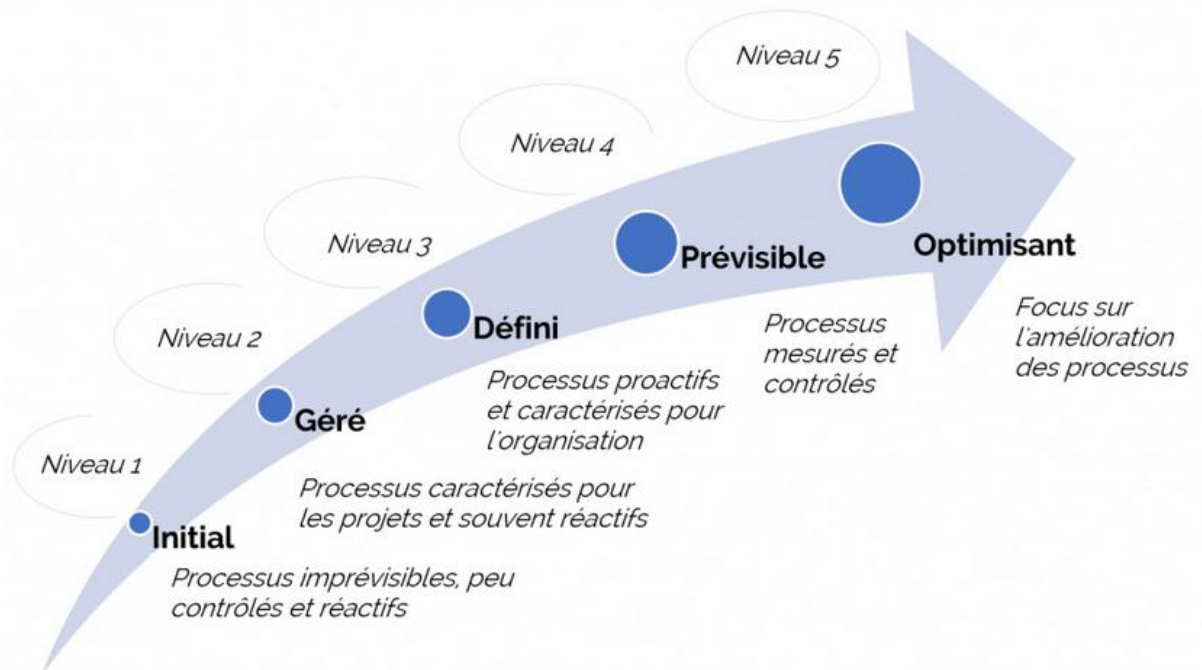 Niveau 1
Initial
Processus imprévisibles, peu
contrôlés et réactifs
Niveau 2
Géré
Processus caractérisés pour
les projets et souvent réactifs
Niveau 3
Défini
Processus proactifs
et caractérisés pour
l'organisation
Niveau 4
Prévisible
Processus
mesurés et
contrôlés
Niveau 5
Optimisant
Focus sur
l'amélioration
des processus